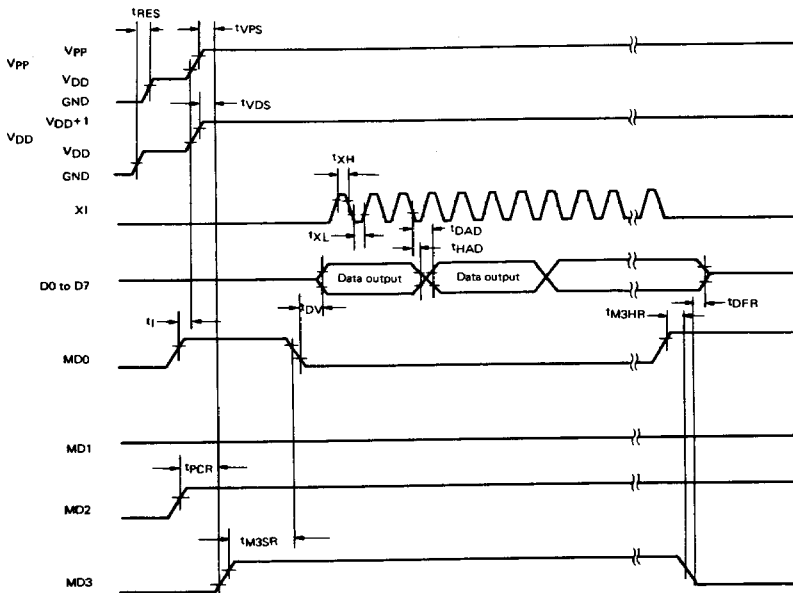 tRES
tVPS
VPP
VPP
VDD
GND
tVDS
VDD+1
VDD
VDD
GND
tXH
XI
tXL
tDAD
tHAD
D0 to D7
Data output
Data output
tDV
tDFR
tI
tM3HR
MD0
MD1
tPCR
MD2
tM3SR
MD3